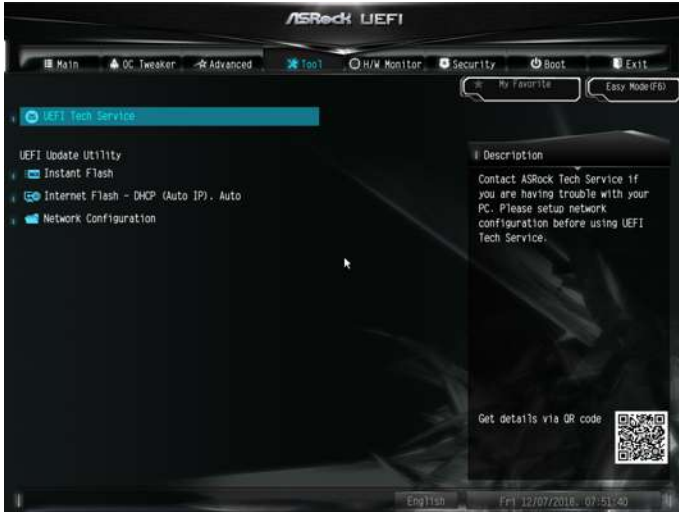 ASRock UEFI
Main OC Tweaker Advanced Tool H/W Monitor Security Boot Exit
My Favorite Easy Mode(F6)
UEFI Tech Service
UEFI Update Utility
Instant Flash
Internet Flash - DHCP (Auto IP). Auto
Network Configuration
Description
Contact ASRock Tech Service if
you are having trouble with your
PC. Please setup network
configuration before using UEFI
Tech Service.
Get details via QR code
English Fri 12/07/2018. 07:51:40